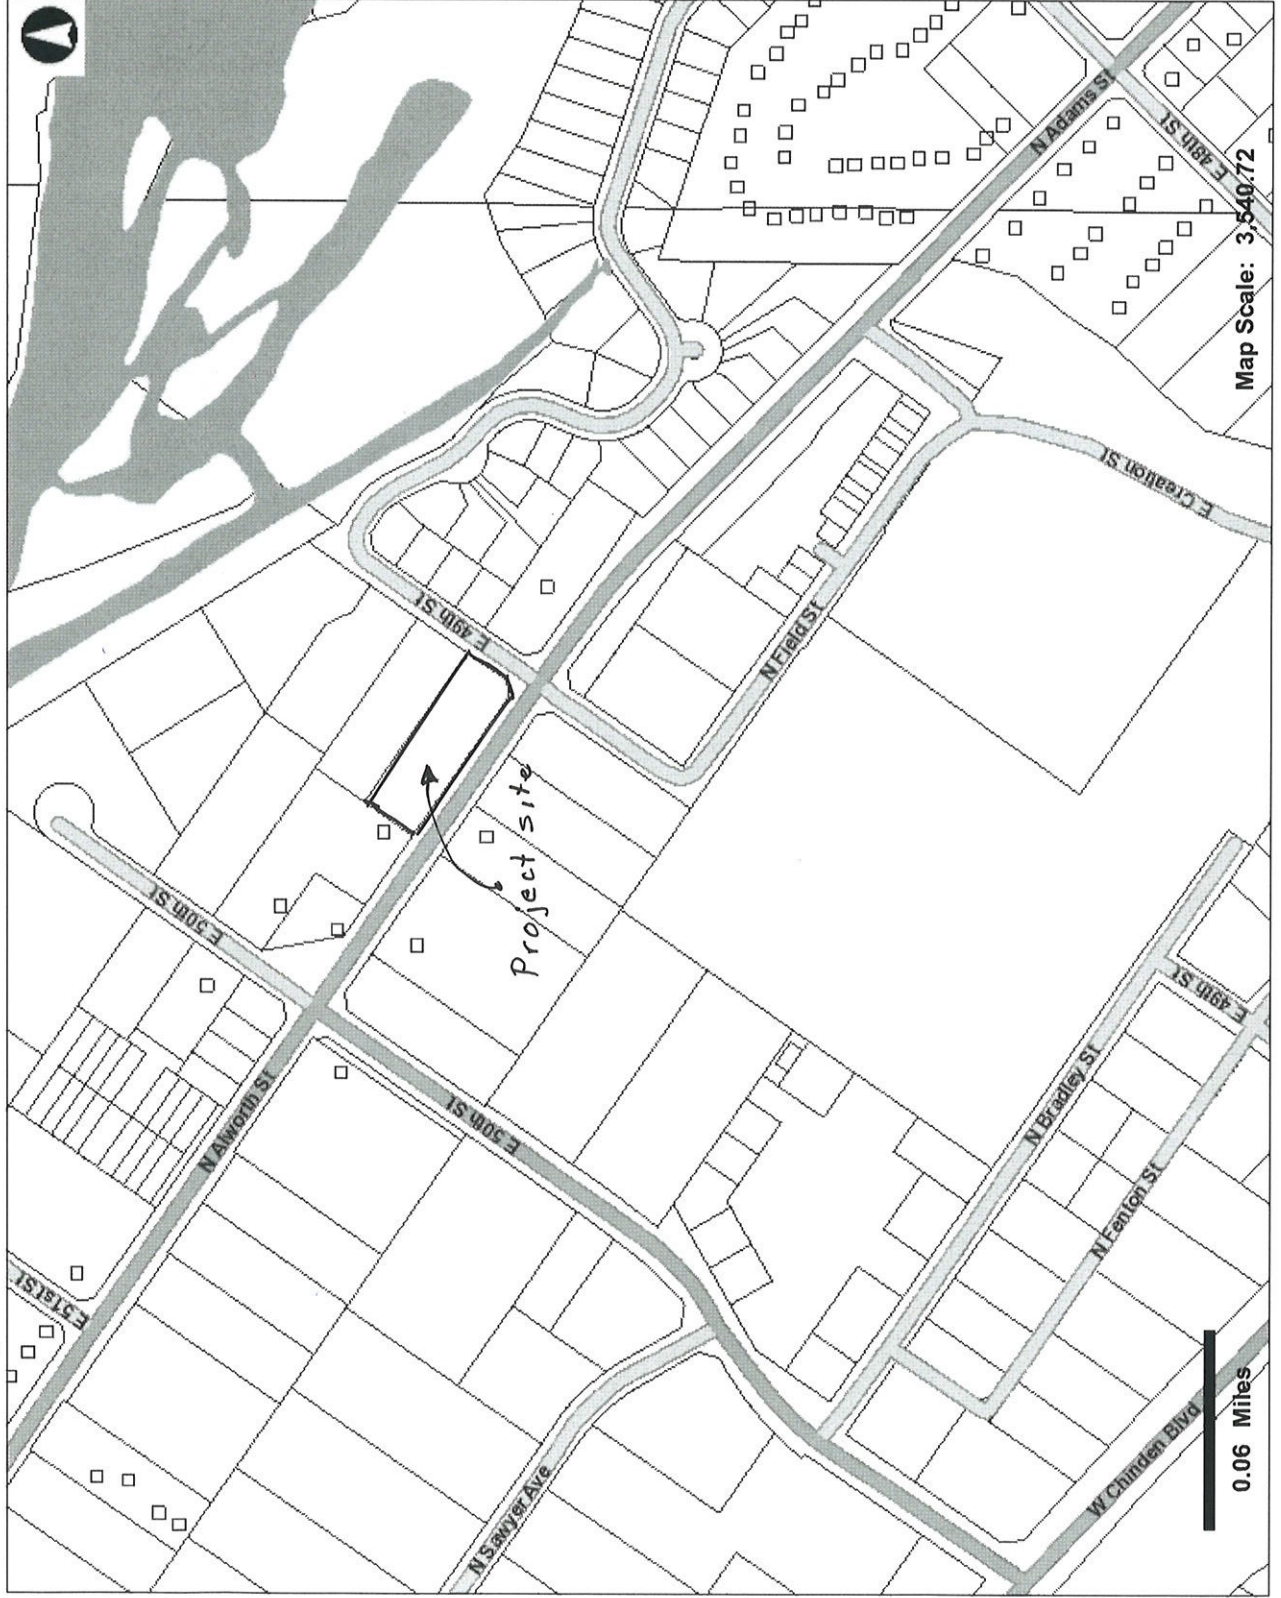 E 51st St
E 50th St
N Alworth St
E 50th St
E 49th St
Project site
N Adams St
E 48th St
N Field St
E Creation St
N Sawyer Ave
N Bradley St
E 49th St
N Fenton St
W Chinden Blvd
0.06 Miles
Map Scale: 3,540.72